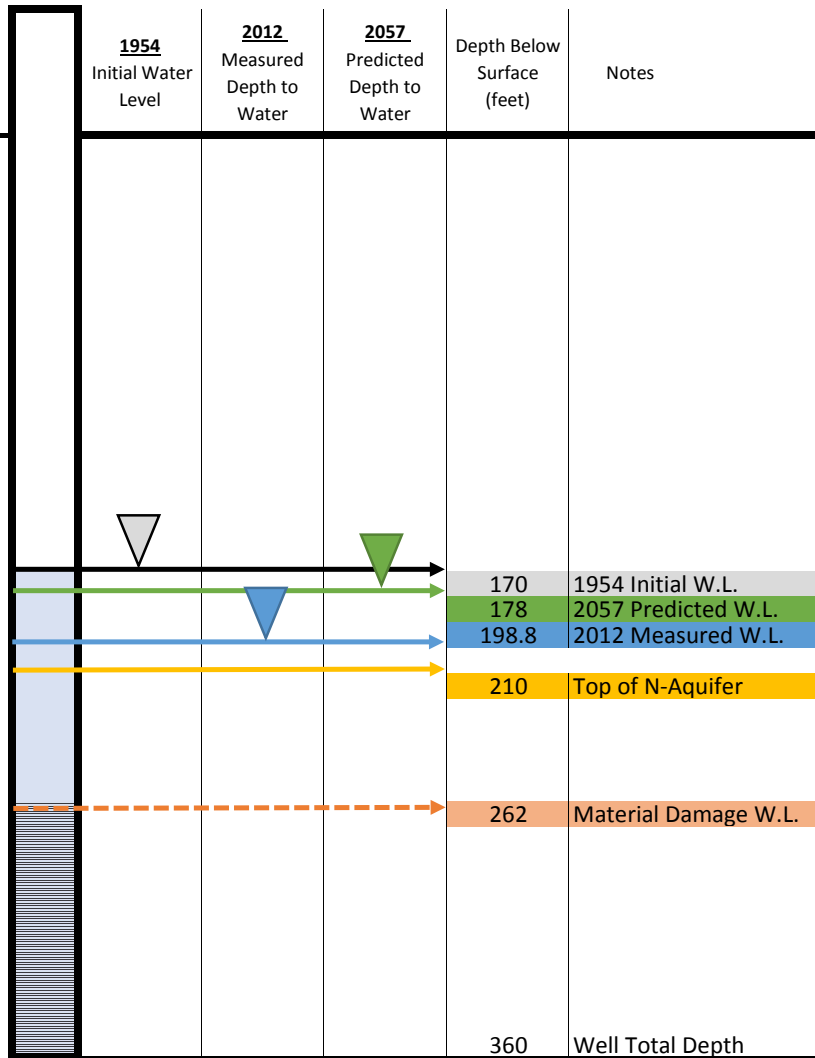 1954
Initial Water
Level
2012
Measured
Depth to
Water
2057
Predicted
Depth to
Water
Depth Below
Surface
(feet)
Notes
170 1954 Initial W.L.
178 2057 Predicted W.L.
198.8 2012 Measured W.L.
210 Top of N-Aquifer
262 Material Damage W.L.
360 Well Total Depth